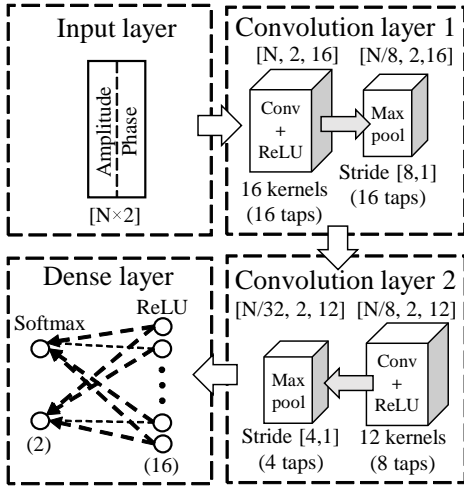 Input layer
Amplitude
Phase
[N×2]
Convolution layer 1
[N, 2, 16]
[N/8, 2,16]
Conv
+
ReLU
Max
pool
16 kernels
(16 taps)
Stride [8,1]
(16 taps)
Convolution layer 2
[N/32, 2, 12]
[N/8, 2, 12]
Max
pool
Conv
+
ReLU
Stride [4,1]
(4 taps)
12 kernels
(8 taps)
Dense layer
Softmax
ReLU
(2)
(16)